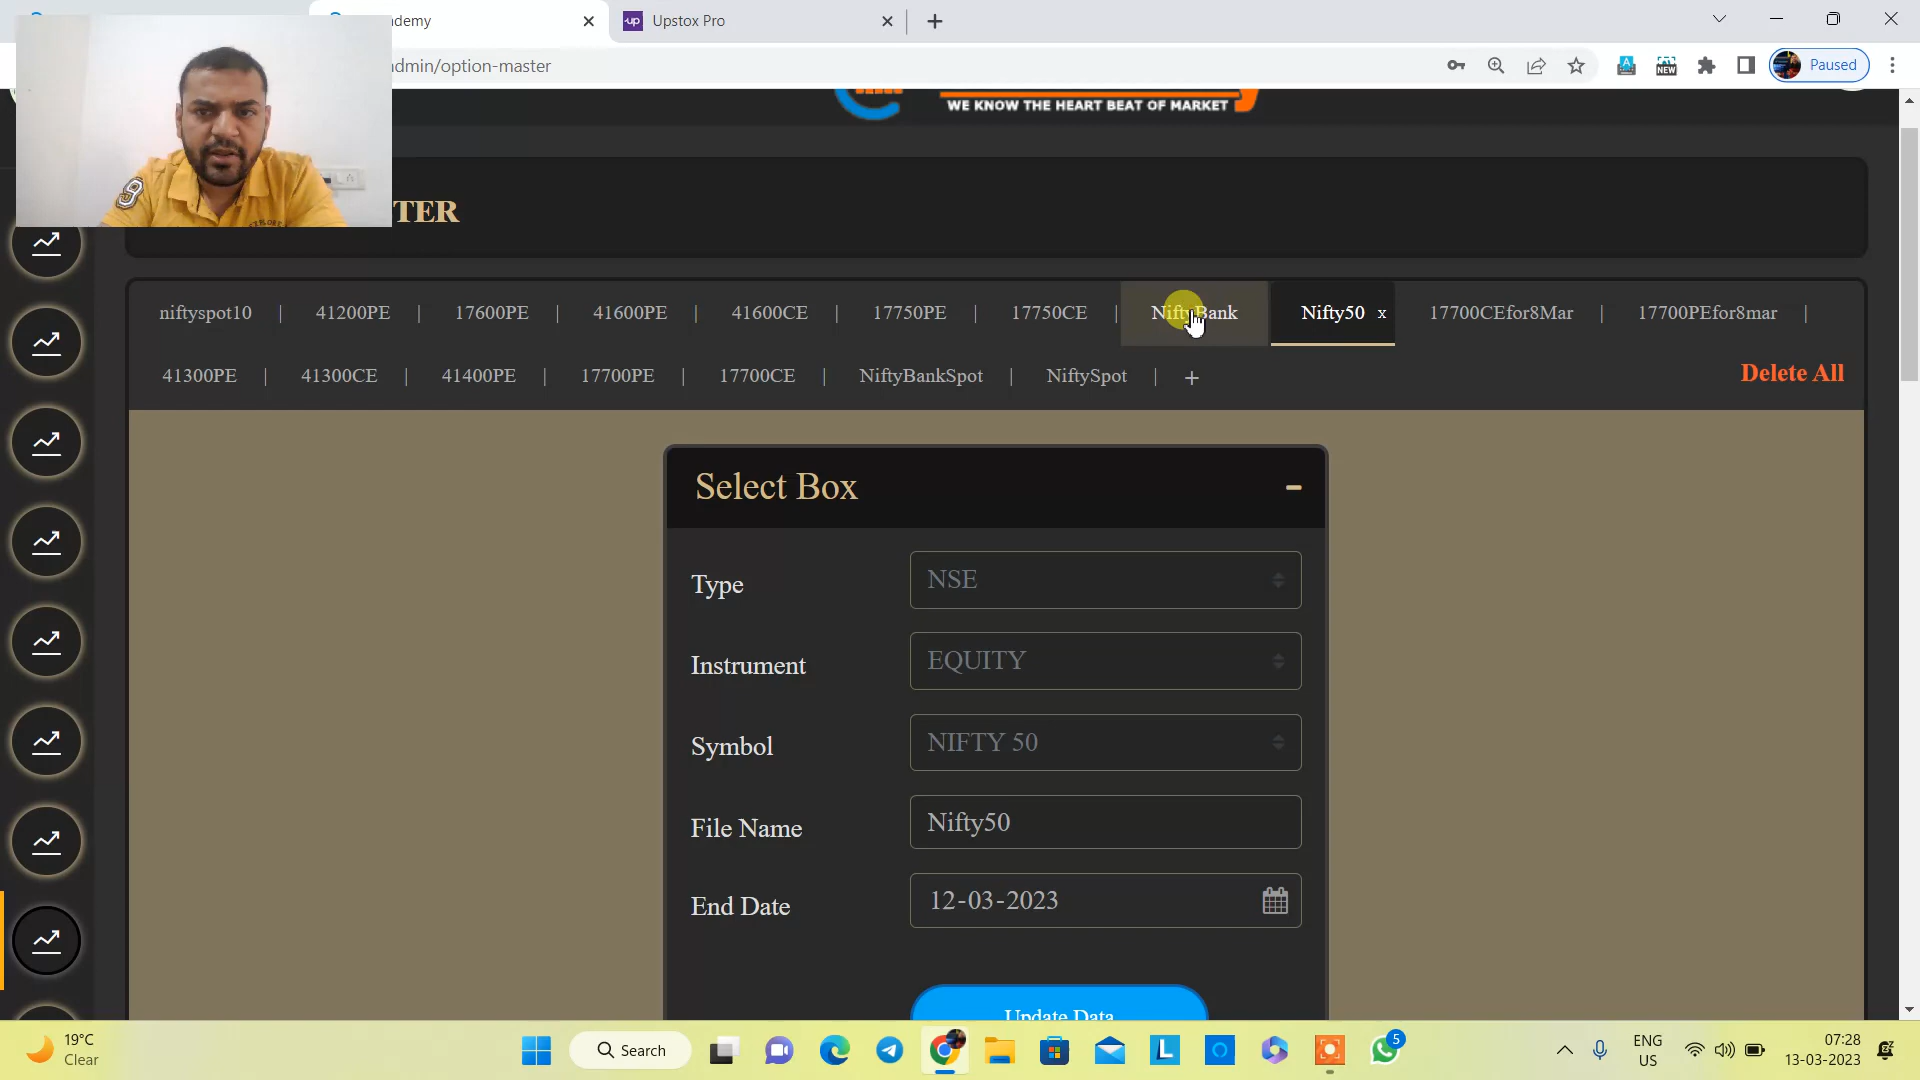 demy
Upstox Pro
dmin/option-master
NEW
Paused
WE KNOW THE HEART BEAT OF MARKET
9
TER
niftyspot10 | 41200PE | 17600PE | 41600PE | 41600CE | 17750PE | 17750CE | NiftyBank Nifty50 x 17700CEfor8Mar | 17700PEfor8mar |
41300PE | 41300CE | 41400PE | 17700PE | 17700CE | NiftyBankSpot | NiftySpot | +
Delete All
Select Box
Type NSE
Instrument EQUITY
Symbol NIFTY 50
File Name Nifty50
End Date 12-03-2023
Update Data
19°C
Clear
Search
5
ENG
US
07:28
13-03-2023